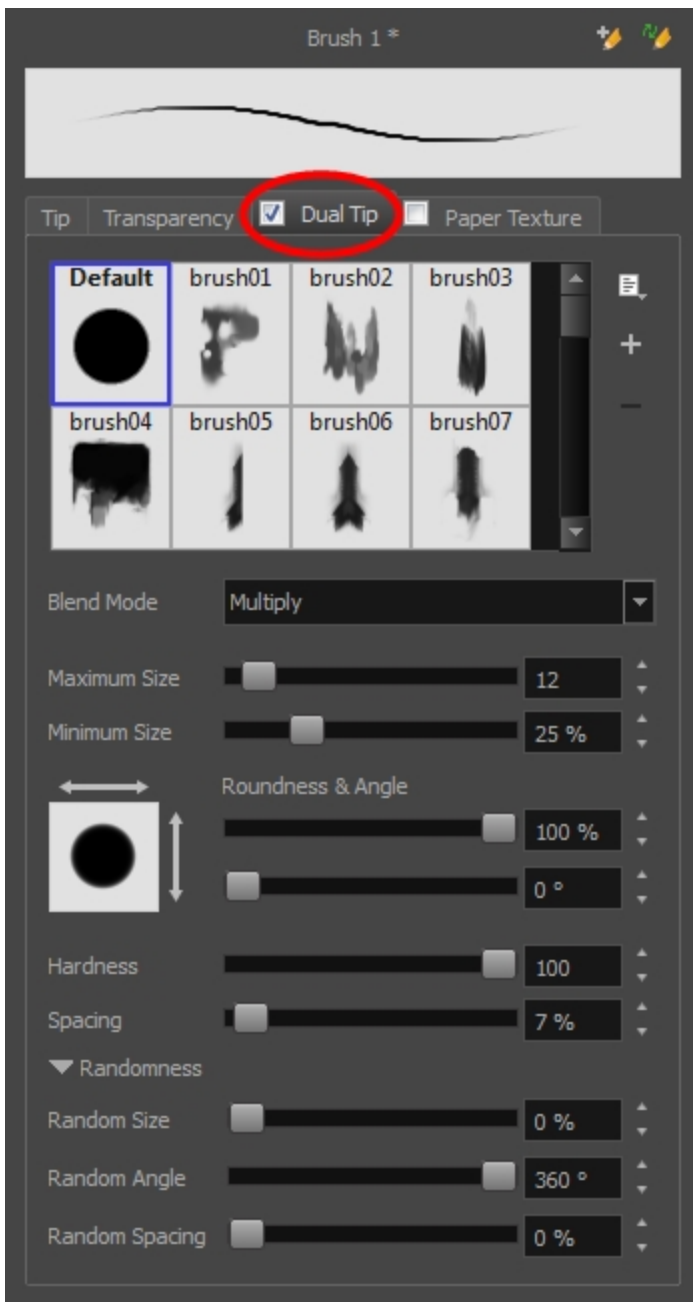 Brush 1 *
Tip Transparency Dual Tip Paper Texture
Default brush01 brush02 brush03
brush04 brush05 brush06 brush07
Blend Mode Multiply
Maximum Size 12
Minimum Size 25 %
Roundness & Angle
100 %
0 °
Hardness 100
Spacing 7 %
Randomness
Random Size 0 %
Random Angle 360 °
Random Spacing 0 %